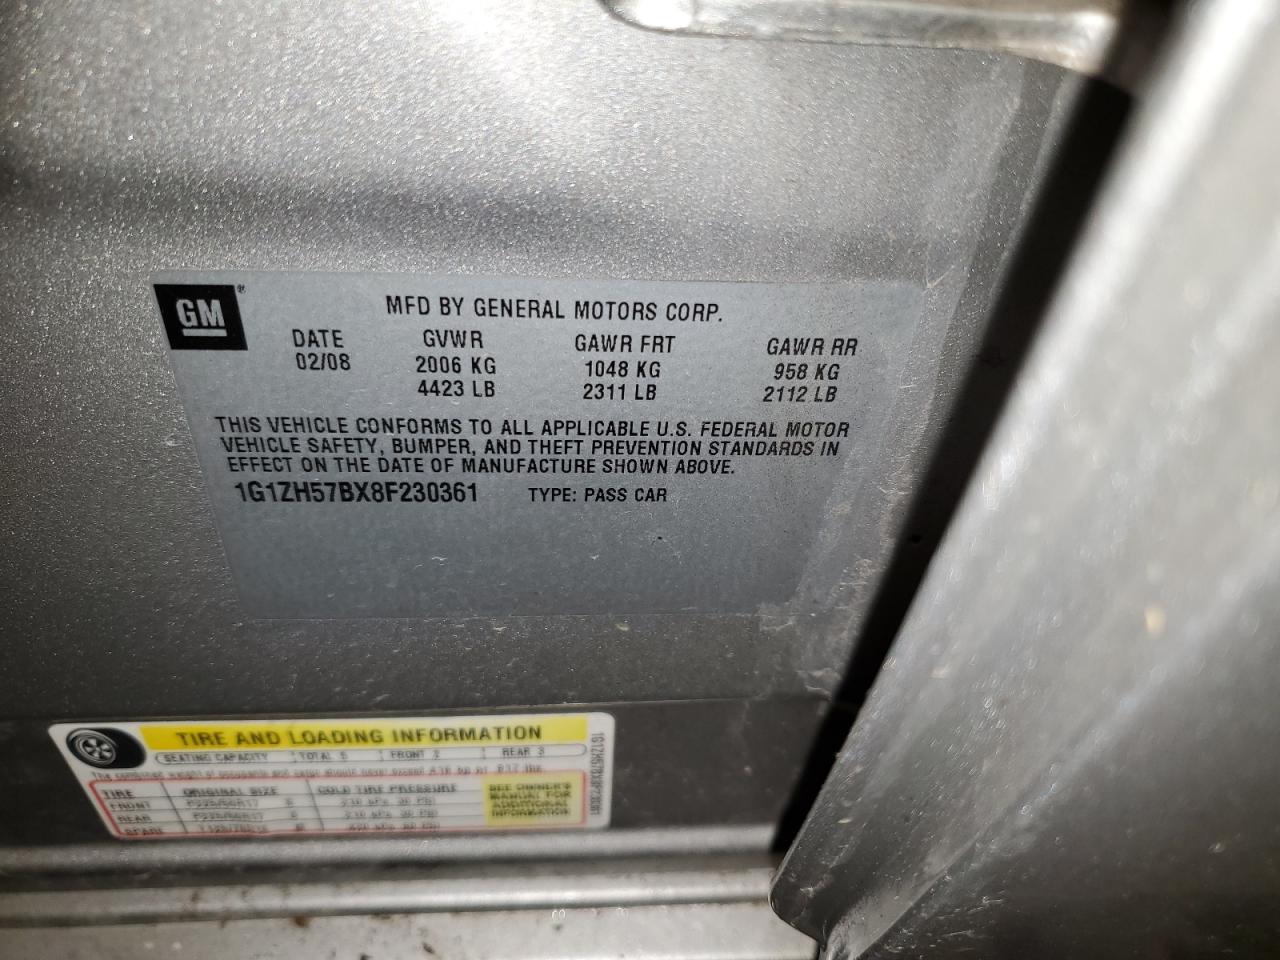 GM®
MFD BY GENERAL MOTORS CORP.
DATE GVWR GAWR FRT GAWR RR
02/08 2006 KG 1048 KG 958 KG
4423 LB 2311 LB 2112 LB
THIS VEHICLE CONFORMS TO ALL APPLICABLE U.S. FEDERAL MOTOR
VEHICLE SAFETY, BUMPER, AND THEFT PREVENTION STANDARDS IN
EFFECT ON THE DATE OF MANUFACTURE SHOWN ABOVE.
1G1ZH57BX8F230361 TYPE: PASS CAR
TIRE AND LOADING INFORMATION
SEATING CAPACITY TOTAL 5 FRONT 2 REAR 3
TIRE ORIGINAL SIZE COLD TIRE PRESSURE
FRONT
REAR
SPARE
SEE OWNER'S
MANUAL FOR
ADDITIONAL
INFORMATION
1G1ZH57BX8F230361